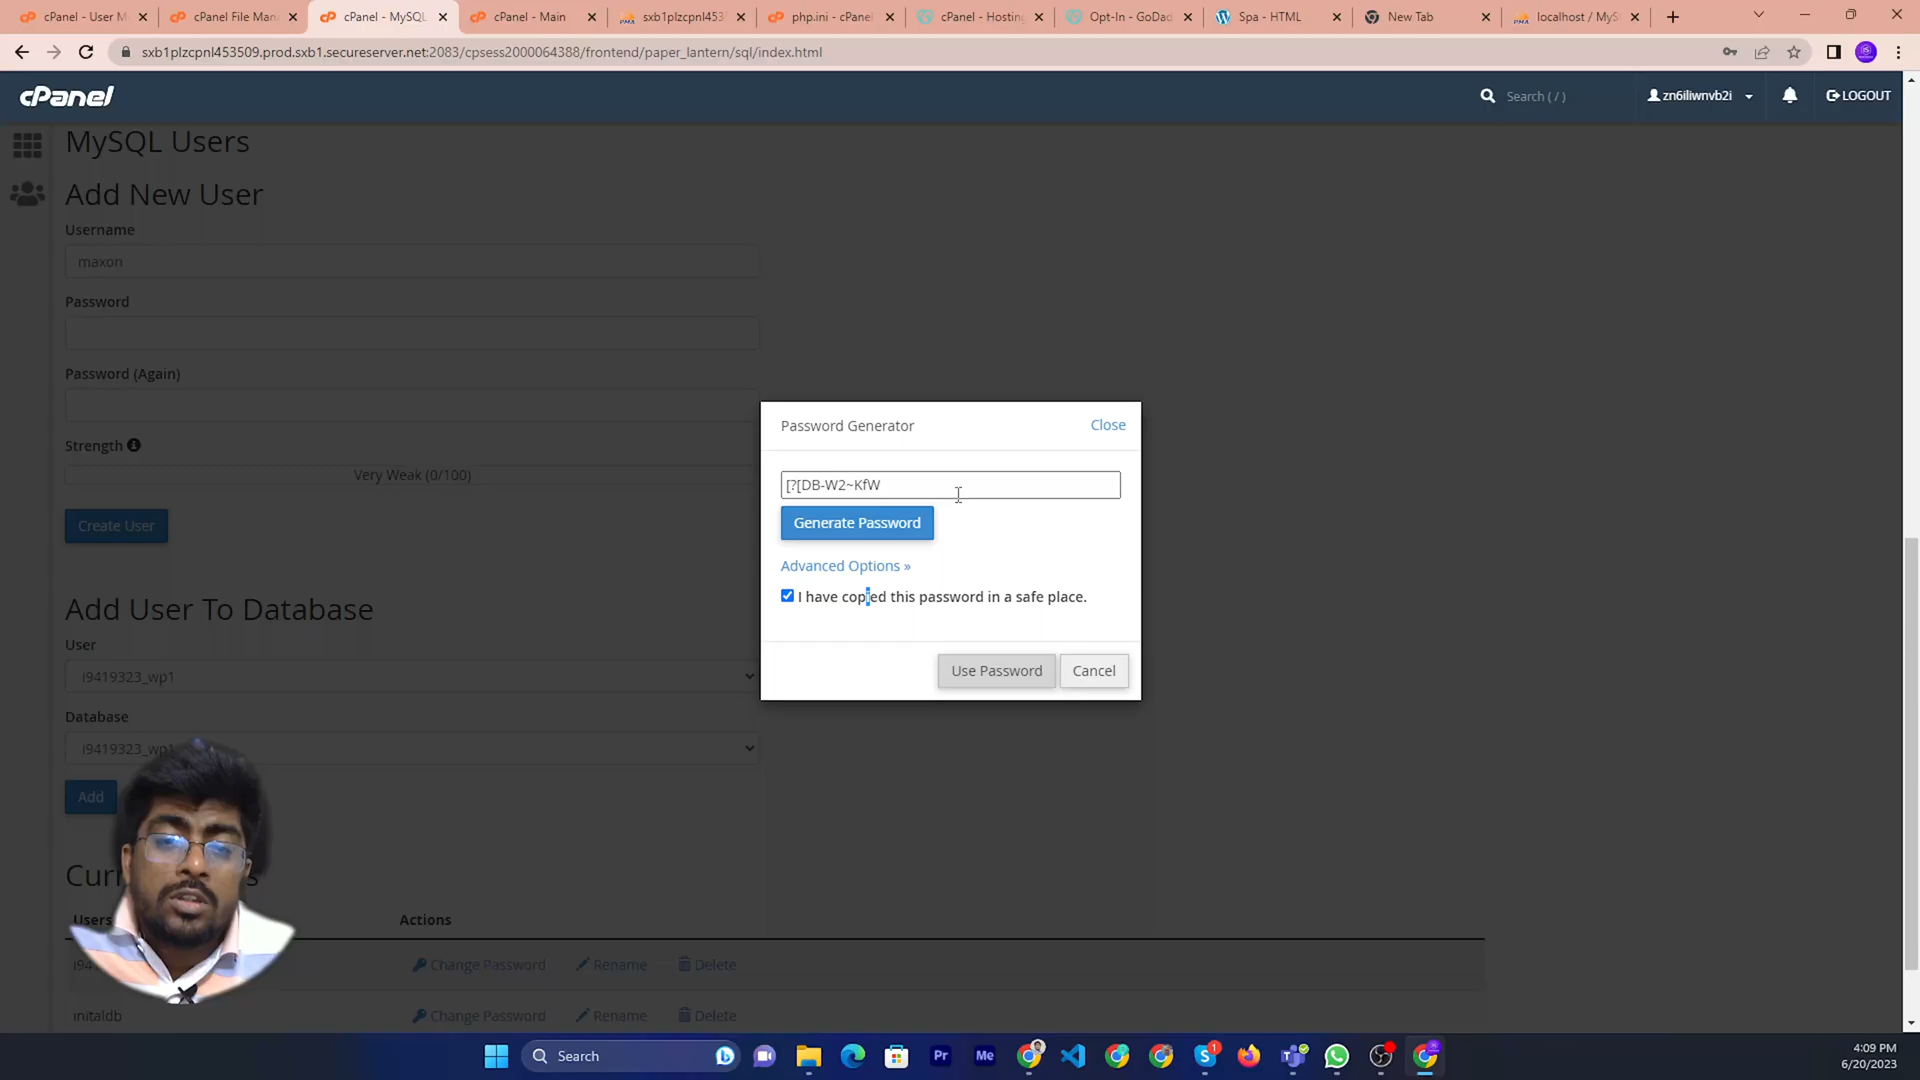 cPanel - User M
cPanel File Man
cPanel - MySQL
cPanel - Main
sxb1plzcpnl453
php.ini - cPane
cPanel - Hostin
Opt-In - GoDad
Spa - HTML
New Tab
localhost / MyS
sxb1plzcpnl453509.prod.sxb1.secureserver.net:2083/cpsess2000064388/frontend/paper_lantern/sql/index.html
cPanel
Search ( / )
zn6iliwnvb2i
LOGOUT
MySQL Users
Add New User
Username
maxon
Password
Password (Again)
Strength
Very Weak (0/100)
Create User
Password Generator
Close
[?[DB-W2~KfW
Generate Password
Advanced Options »
I have copied this password in a safe place.
Use Password
Cancel
Add User To Database
User
i9419323_wp1
Database
i9419323_wp1
Add
Users
Actions
Change Password
Rename
Delete
initaldb
Change Password
Rename
Delete
Search
Pr
Me
1
4:09 PM
6/20/2023